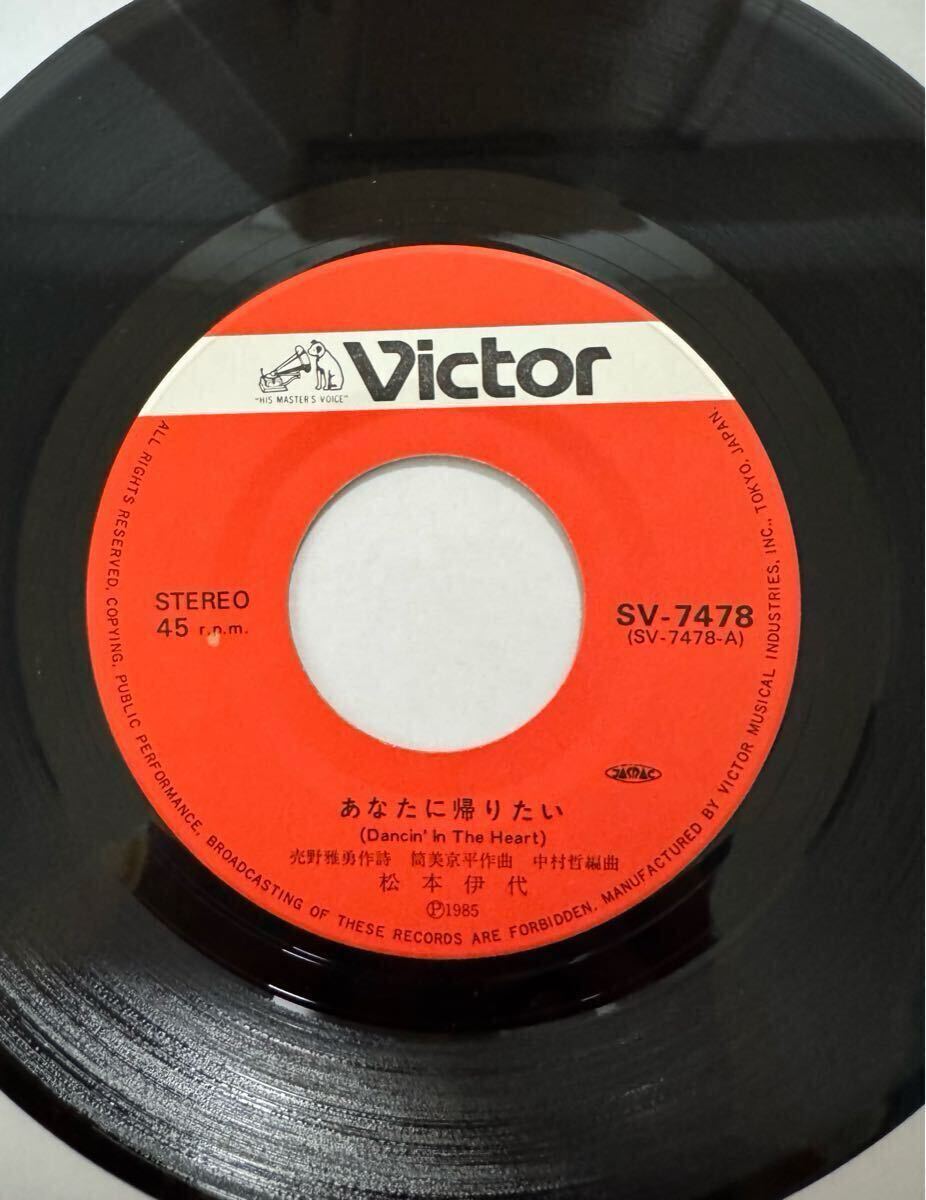 Victor
"HIS MASTER'S VOICE"
STEREO
45 r.p.m.
SV-7478
(SV-7478-A)
JASRAC
あなたに帰りたい
(Dancin' In The Heart)
売野雅勇作詩 筒美京平作曲 中村哲編曲
松本伊代
Ⓟ1985
ALL RIGHTS RESERVED, COPYING, PUBLIC PERFORMANCE, BROADCASTING OF THESE RECORDS ARE FORBIDDEN. MANUFACTURED BY VICTOR MUSICAL INDUSTRIES, INC., TOKYO, JAPAN.